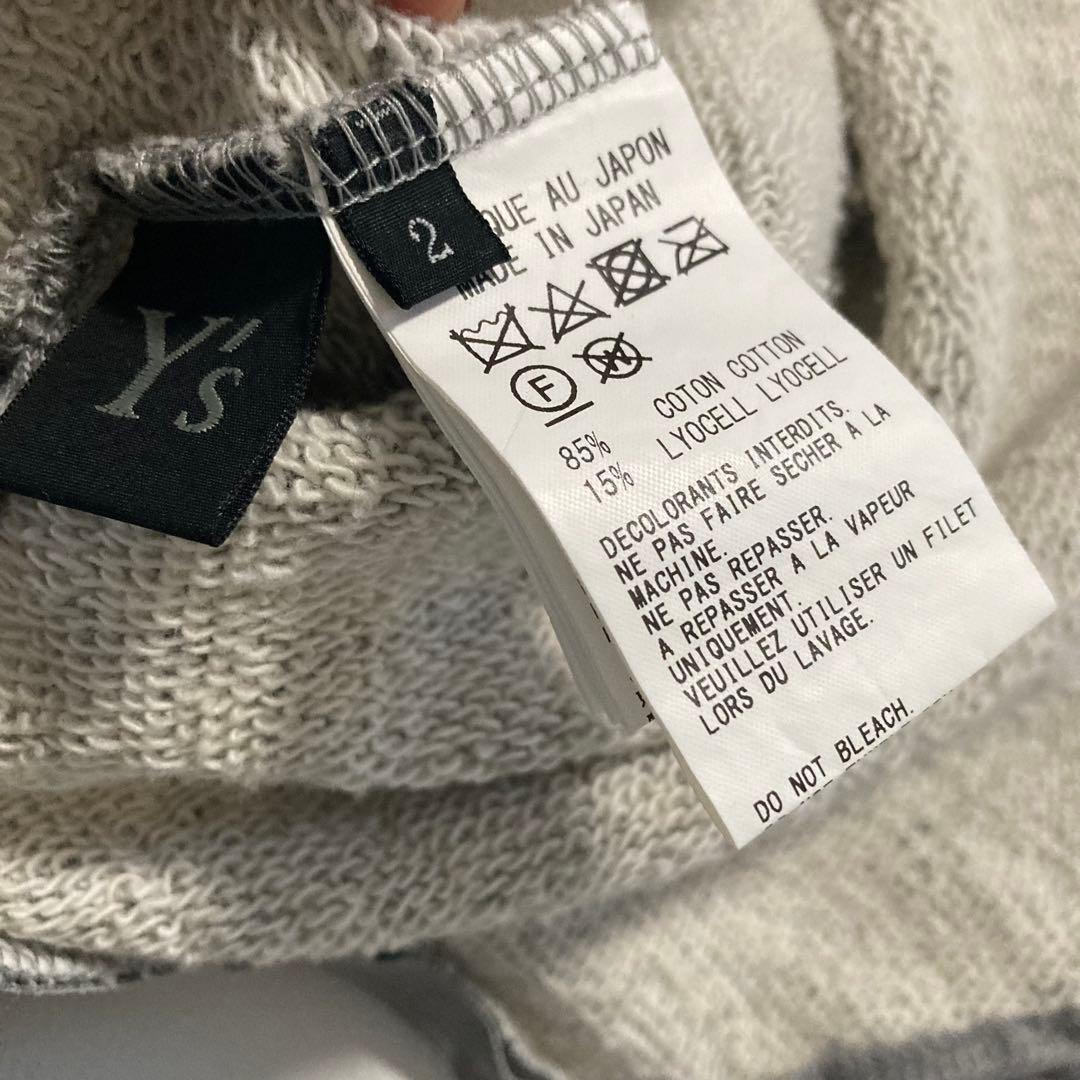 Y's
2
QUE AU JAPON
MADE IN JAPAN
F
W
85% COTON COTTON
15% LYOCELL LYOCELL
DECOLORANTS INTERDITS.
NE PAS FAIRE SECHER A LA
MACHINE.
NE PAS REPASSER.
A REPASSER A LA VAPEUR
UNIQUEMENT.
VEUILLEZ UTILISER UN FILET
LORS DU LAVAGE.
DO NOT BLEACH.